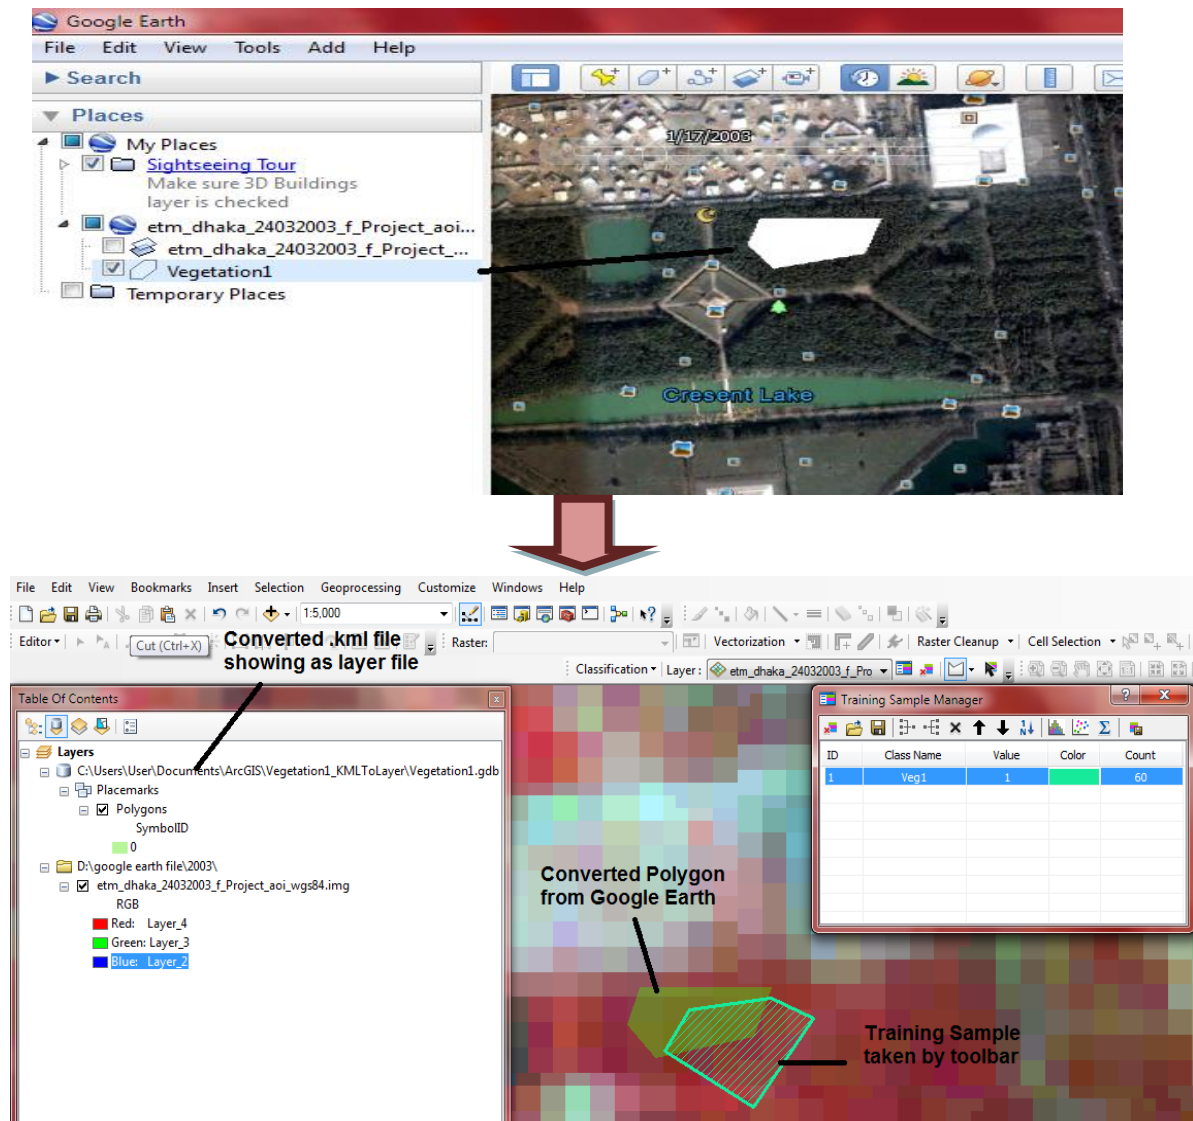 Google Earth
File Edit View Tools Add Help
Search
Places
My Places
Sightseeing Tour
Make sure 3D Buildings
layer is checked
etm_dhaka_24032003_f_Project_aoi...
etm_dhaka_24032003_f_Project_...
Vegetation1
Temporary Places
1/17/2003
Cresent Lake
File Edit View Bookmarks Insert Selection Geoprocessing Customize Windows Help
1:5,000
Editor
Cut (Ctrl+X)
Raster:
Vectorization
Raster Cleanup
Cell Selection
Converted .kml file
showing as layer file
Classification
Layer: etm_dhaka_24032003_f_Pro
Table Of Contents
Layers
C:\Users\User\Documents\ArcGIS\Vegetation1_KMLToLayer\Vegetation1.gdb
Placemarks
Polygons
SymbolID
0
D:\google earth file\2003\
etm_dhaka_24032003_f_Project_aoi_wgs84.img
RGB
Red: Layer_4
Green: Layer_3
Blue: Layer_2
Training Sample Manager
ID Class Name Value Color Count
1 Veg1 1 60
Converted Polygon
from Google Earth
Training Sample
taken by toolbar